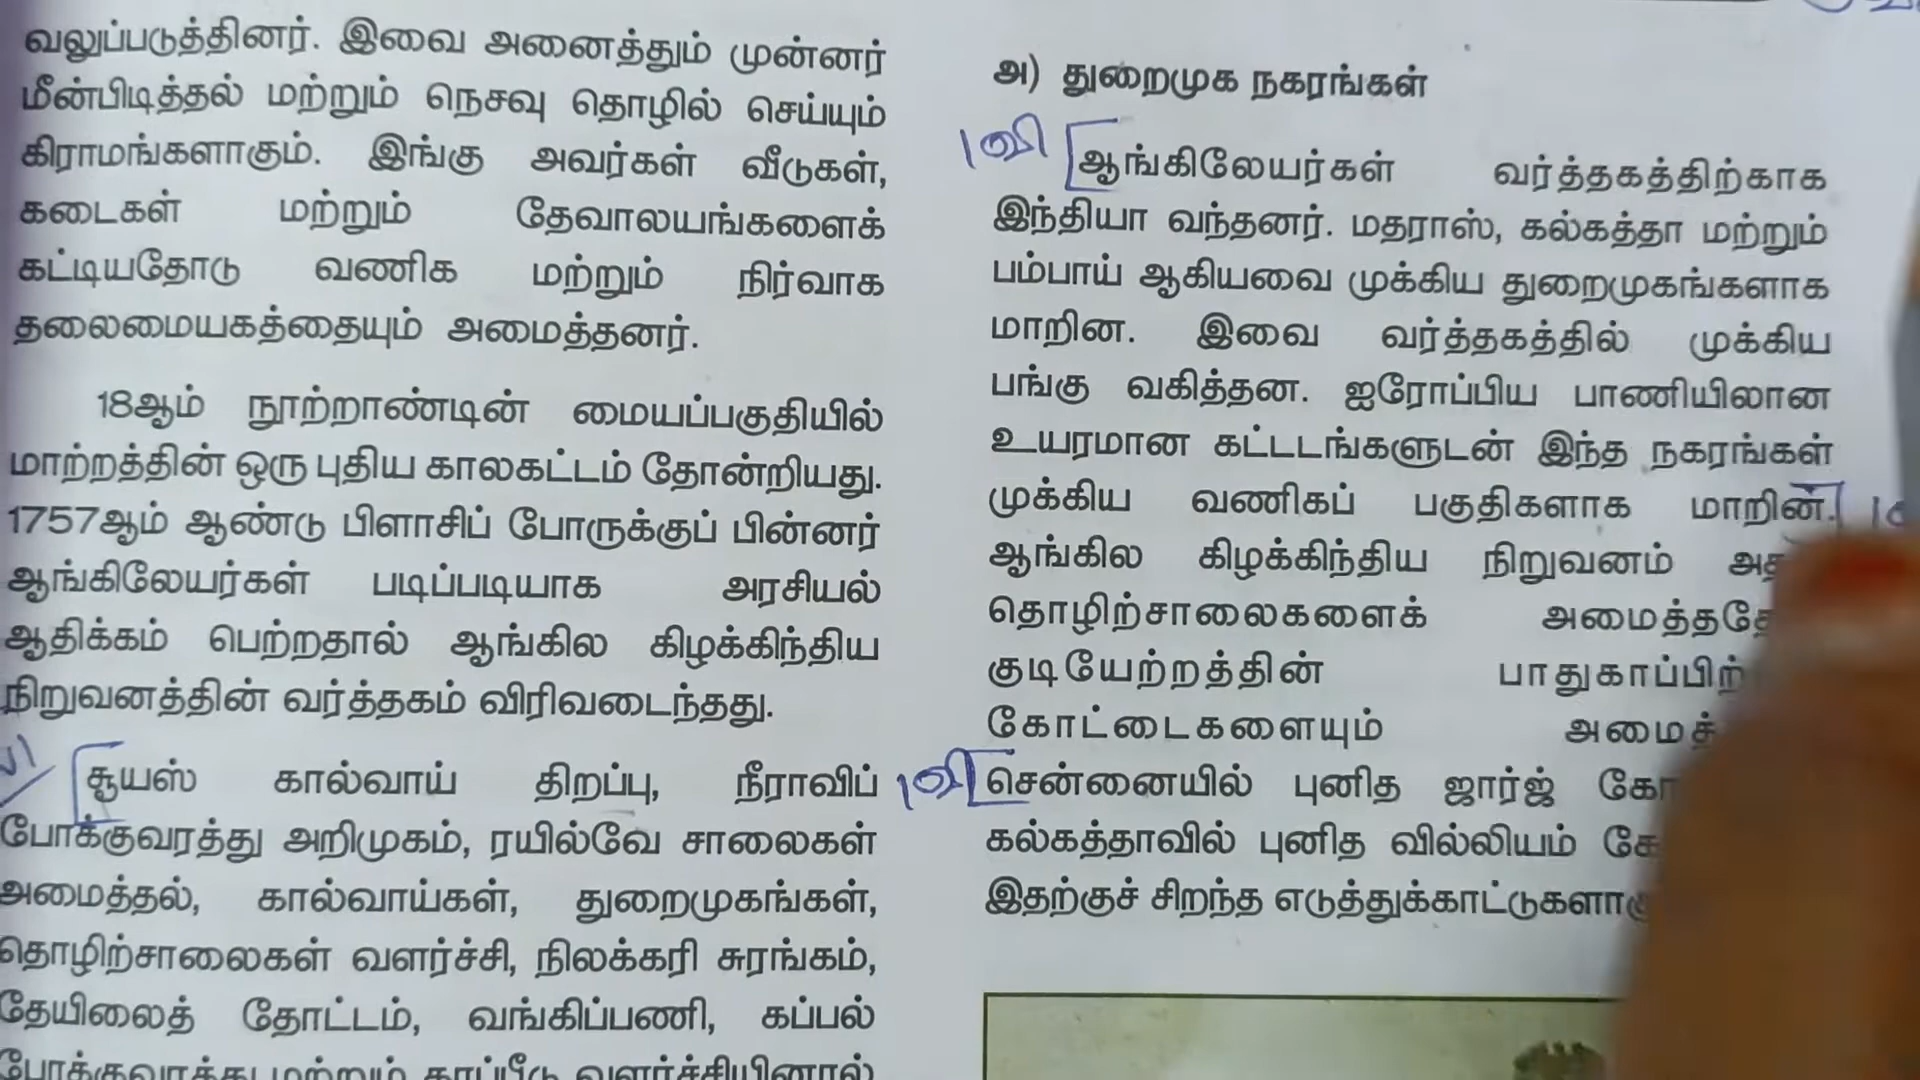 வலுப்படுத்தினர். இவை அனைத்தும் முன்னர்
மீன்பிடித்தல் மற்றும் நெசவு தொழில் செய்யும்
கிராமங்களாகும். இங்கு அவர்கள் வீடுகள்,
கடைகள் மற்றும் தேவாலயங்களைக்
கட்டியதோடு வணிக மற்றும் நிர்வாக
தலைமையகத்தையும் அமைத்தனர்.
18ஆம் நூற்றாண்டின் மையப்பகுதியில்
மாற்றத்தின் ஒரு புதிய காலகட்டம் தோன்றியது.
1757ஆம் ஆண்டு பிளாசிப் போருக்குப் பின்னர்
ஆங்கிலேயர்கள் படிப்படியாக அரசியல்
ஆதிக்கம் பெற்றதால் ஆங்கில கிழக்கிந்திய
நிறுவனத்தின் வர்த்தகம் விரிவடைந்தது.
சூயஸ் கால்வாய் திறப்பு, நீராவிப்
போக்குவரத்து அறிமுகம், ரயில்வே சாலைகள்
அமைத்தல், கால்வாய்கள், துறைமுகங்கள்,
தொழிற்சாலைகள் வளர்ச்சி, நிலக்கரி சுரங்கம்,
தேயிலைத் தோட்டம், வங்கிப்பணி, கப்பல்
போக்குவரத்து மற்றும் காப்பீடு வளர்ச்சியினால்
அ) துறைமுக நகரங்கள்
1வி ஆங்கிலேயர்கள் வர்த்தகத்திற்காக
இந்தியா வந்தனர். மதராஸ், கல்கத்தா மற்றும்
பம்பாய் ஆகியவை முக்கிய துறைமுகங்களாக
மாறின. இவை வர்த்தகத்தில் முக்கிய
பங்கு வகித்தன. ஐரோப்பிய பாணியிலான
உயரமான கட்டடங்களுடன் இந்த நகரங்கள்
முக்கிய வணிகப் பகுதிகளாக மாறின.
ஆங்கில கிழக்கிந்திய நிறுவனம்
தொழிற்சாலைகளைக்
குடியேற்றத்தின்
கோட்டைகளையும்
1வி சென்னையில் புனித ஜார்ஜ்
கல்கத்தாவில் புனித வில்லியம்
இதற்குச் சிறந்த